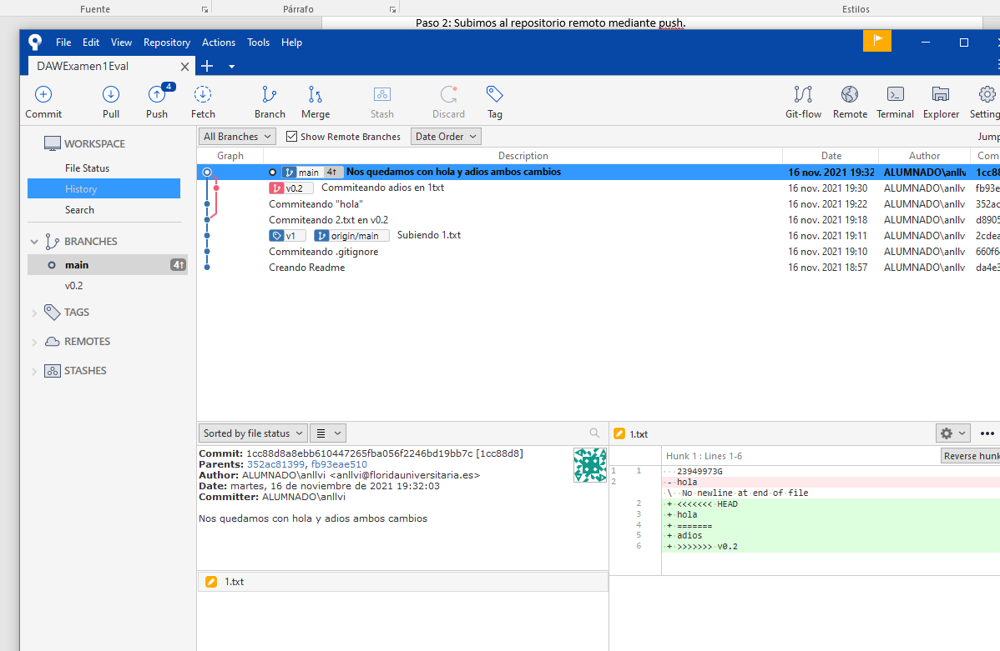 Fuente Párrafo Estilos
Paso 2: Subimos al repositorio remoto mediante push.
File Edit View Repository Actions Tools Help
DAWExamen1Eval
4
Commit Pull Push Fetch Branch Merge Stash Discard Tag Git-flow Remote Terminal Explorer Setting
WORKSPACE
File Status
History
Search
BRANCHES
main 4↑
v0.2
TAGS
REMOTES
STASHES
All Branches Show Remote Branches Date Order Jump
Graph Description Date Author Com
main 4↑ Nos quedamos con hola y adios ambos cambios 16 nov. 2021 19:32 ALUMNADO\anllvi 1cc88
v0.2 Commiteando adios en 1txt 16 nov. 2021 19:30 ALUMNADO\anllvi fb93e
Commiteando "hola" 16 nov. 2021 19:22 ALUMNADO\anllvi 352ac
Commiteando 2.txt en v0.2 16 nov. 2021 19:18 ALUMNADO\anllvi d8905
v1 origin/main Subiendo 1.txt 16 nov. 2021 19:11 ALUMNADO\anllvi 2cdea
Commiteando .gitignore 16 nov. 2021 19:10 ALUMNADO\anllvi 660f6
Creando Readme 16 nov. 2021 18:57 ALUMNADO\anllvi da4e3
Sorted by file status
Commit: 1cc88d8a8ebb610447265fba056f2246bd19bb7c [1cc88d8]
Parents: 352ac81399, fb93eae510
Author: ALUMNADO\anllvi <anllvi@floridauniversitaria.es>
Date: martes, 16 de noviembre de 2021 19:32:03
Committer: ALUMNADO\anllvi
Nos quedamos con hola y adios ambos cambios
1.txt
1.txt
Hunk 1 : Lines 1-6 Reverse hunk
1 1 23949973G
2 - hola
\ No newline at end of file
2 + <<<<<<< HEAD
3 + hola
4 + =======
5 + adios
6 + >>>>>>> v0.2